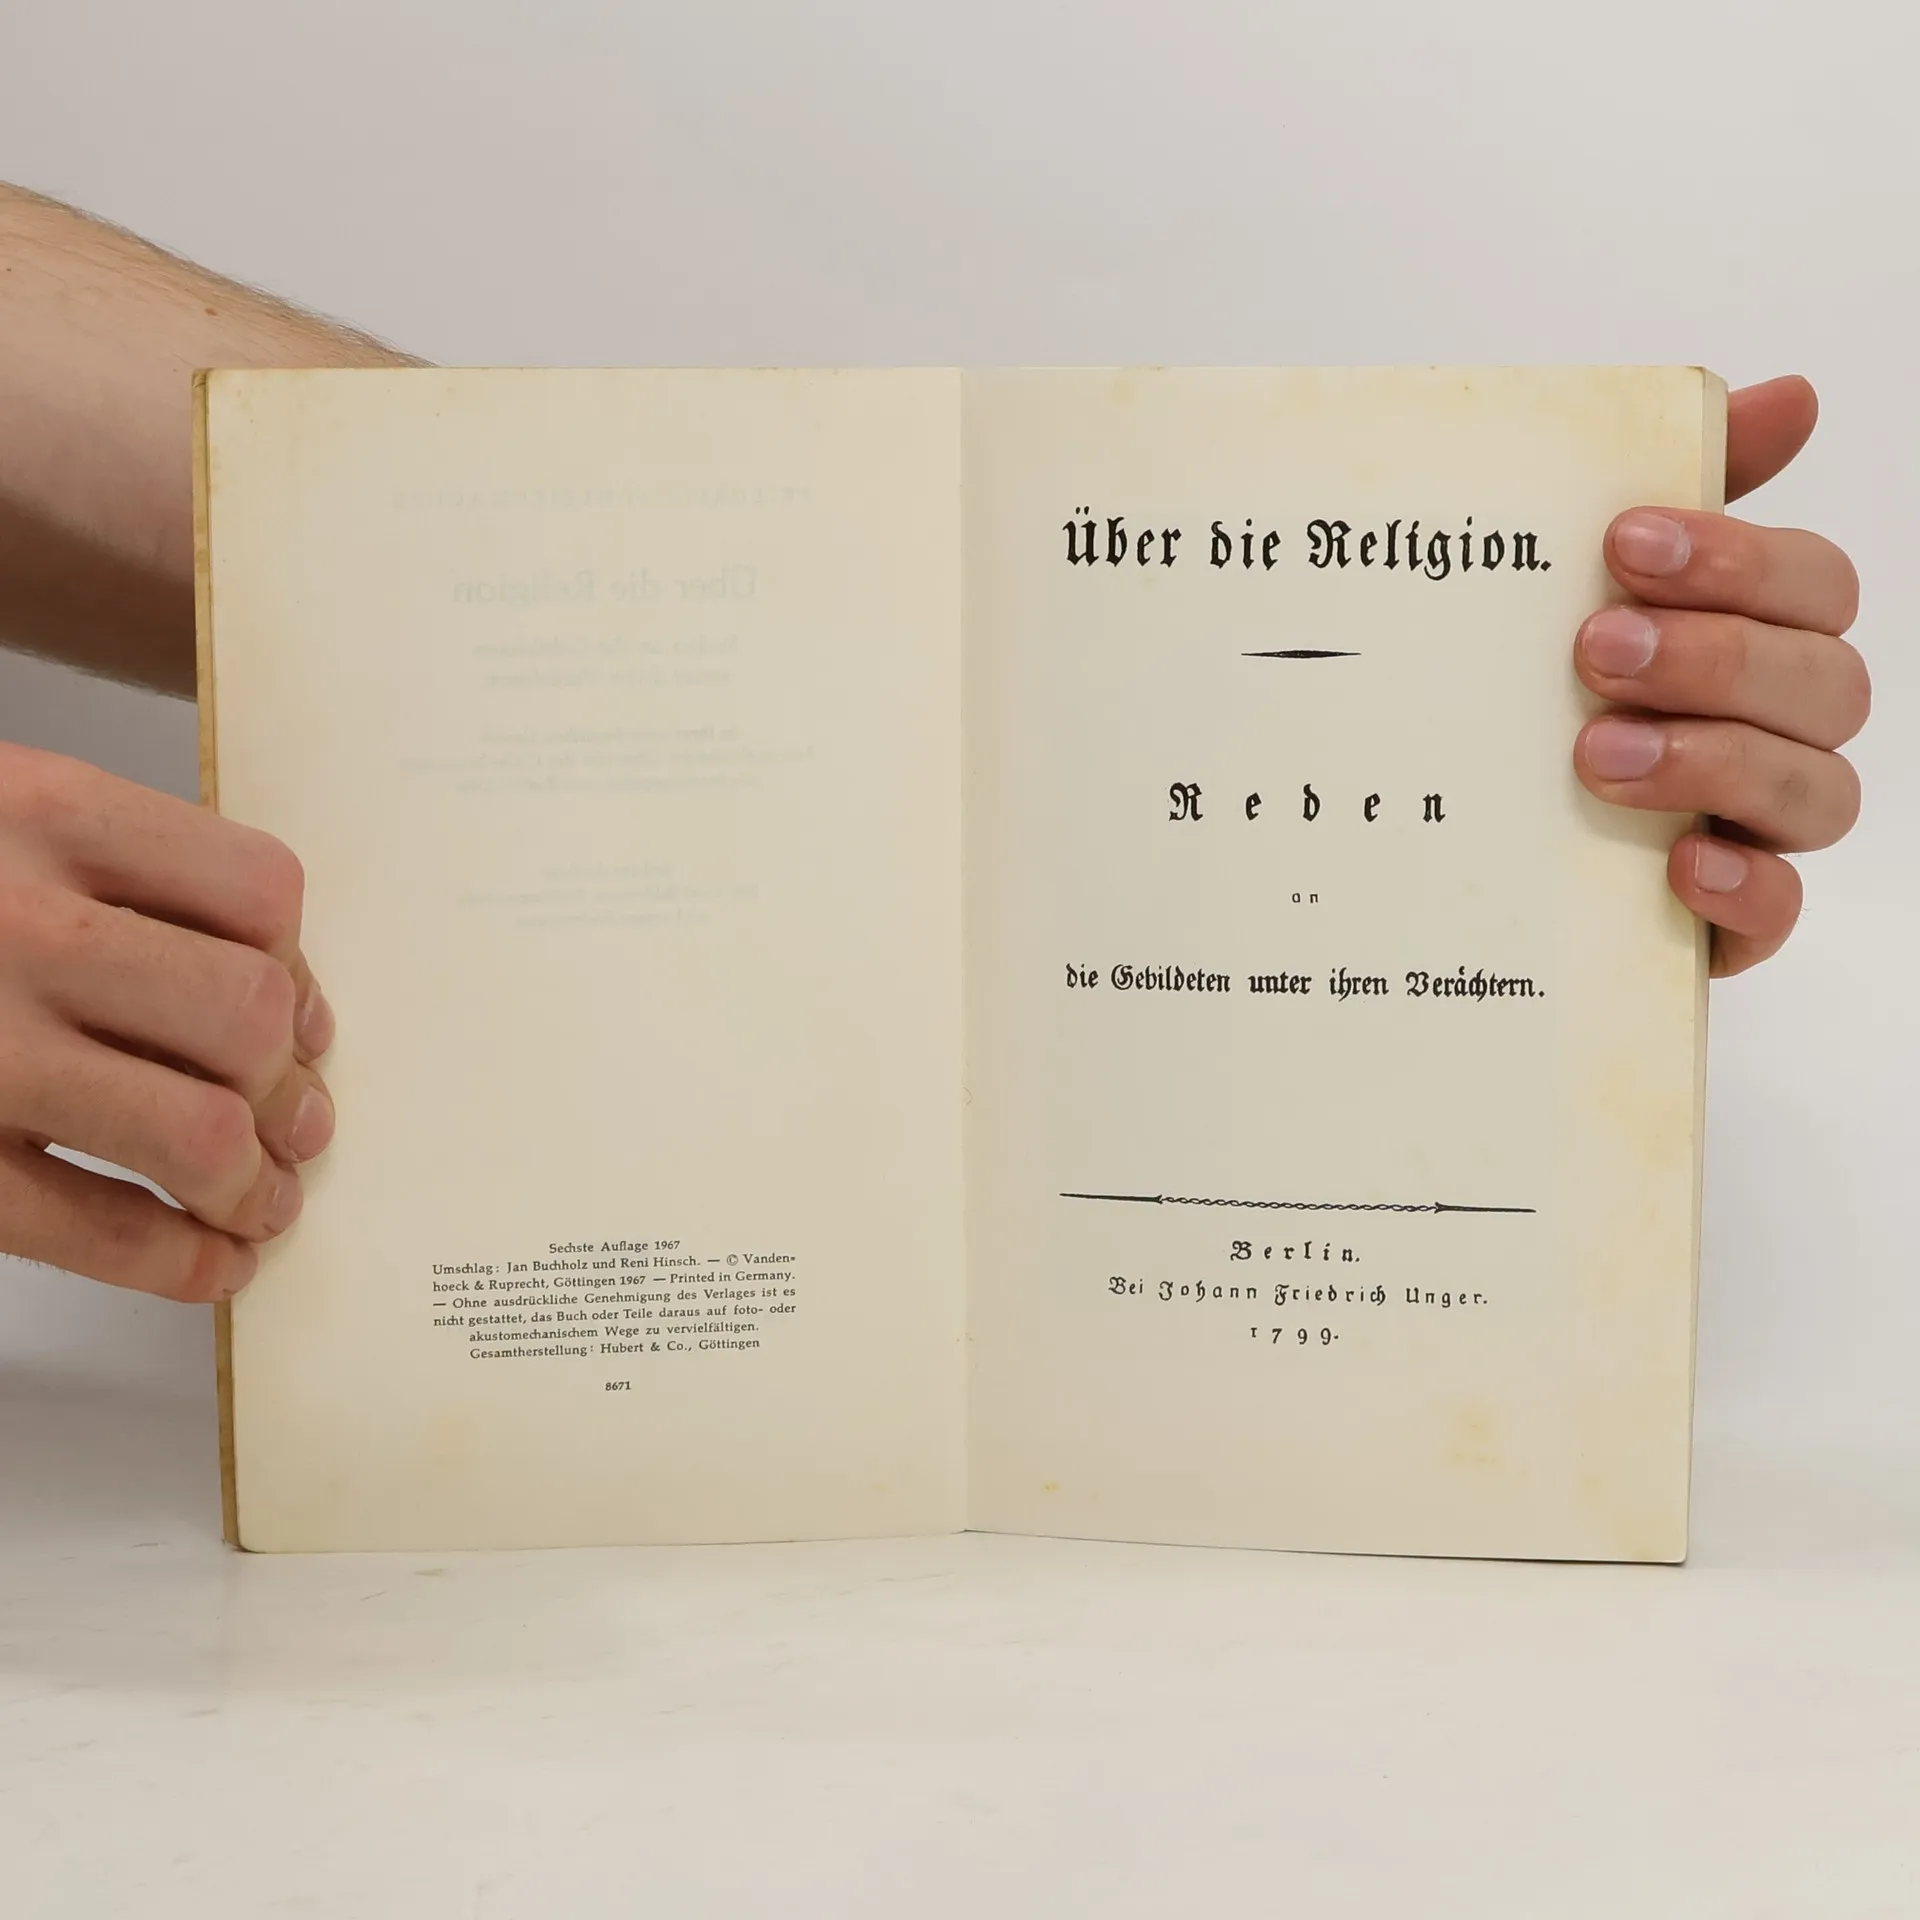 Über die Religion
Sechste Auflage 1967
Umschlag: Jan Buchholz und Reni Hinsch. — © Vanden-
hoeck & Ruprecht, Göttingen 1967 — Printed in Germany.
— Ohne ausdrückliche Genehmigung des Verlages ist es
nicht gestattet, das Buch oder Teile daraus auf foto- oder
akustomechanischem Wege zu vervielfältigen.
Gesamtherstellung: Hubert & Co., Göttingen
8671
Über die Religion.
Reden
an
die Gebildeten unter ihren Verächtern.
Berlin.
Bei Johann Friedrich Unger.
1799.